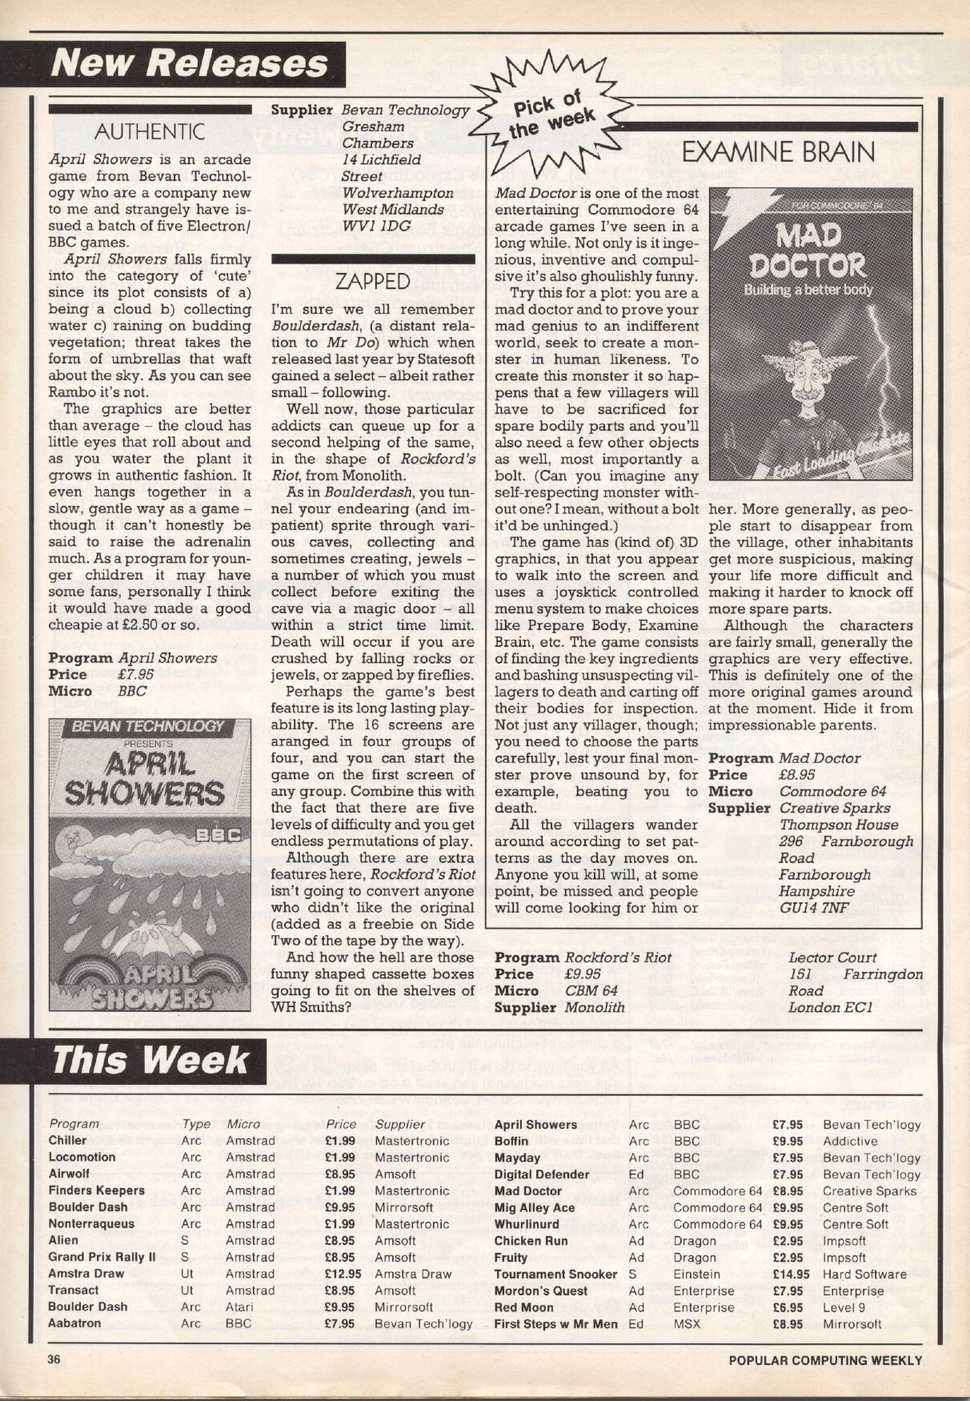 New Releases
AUTHENTIC
April Showers is an arcade
game from Bevan Technol-
ogy who are a company new
to me and strangely have is-
sued a batch of five Electron/
BBC games.
April Showers falls firmly
into the category of ‘cute’
since its plot consists of a)
being a cloud b) collecting
water c) raining on budding
vegetation; threat takes the
form of umbrellas that waft
about the sky. As you can see
Rambo it's not.
The graphics are better
than average – the cloud has
little eyes that roll about and
as you water the plant it
grows in authentic fashion. It
even hangs together in a
slow, gentle way as a game –
though it can't honestly be
said to raise the adrenalin
much. As a program for youn-
ger children it may have
some fans, personally I think
it would have made a good
cheapie at £2.50 or so.
Program April Showers
Price £7.95
Micro BBC
BEVAN TECHNOLOGY
PRESENTS
APRIL
SHOWERS
BBC
APRIL
SHOWERS
Supplier Bevan Technology
Gresham
Chambers
14 Lichfield
Street
Wolverhampton
West Midlands
WV1 1DG
ZAPPED
I'm sure we all remember
Boulderdash, (a distant rela-
tion to Mr Do) which when
released last year by Statesoft
gained a select – albeit rather
small – following.
Well now, those particular
addicts can queue up for a
second helping of the same,
in the shape of Rockford's
Riot, from Monolith.
As in Boulderdash, you tun-
nel your endearing (and im-
patient) sprite through vari-
ous caves, collecting and
sometimes creating, jewels –
a number of which you must
collect before exiting the
cave via a magic door – all
within a strict time limit.
Death will occur if you are
crushed by falling rocks or
jewels, or zapped by fireflies.
Perhaps the game's best
feature is its long lasting play-
ability. The 16 screens are
aranged in four groups of
four, and you can start the
game on the first screen of
any group. Combine this with
the fact that there are five
levels of difficulty and you get
endless permutations of play.
Although there are extra
features here, Rockford's Riot
isn't going to convert anyone
who didn't like the original
(added as a freebie on Side
Two of the tape by the way).
And how the hell are those
funny shaped cassette boxes
going to fit on the shelves of
WH Smiths?
Pick of
the week
EXAMINE BRAIN
Mad Doctor is one of the most
entertaining Commodore 64
arcade games I've seen in a
long while. Not only is it inge-
nious, inventive and compul-
sive it's also ghoulishly funny.
Try this for a plot: you are a
mad doctor and to prove your
mad genius to an indifferent
world, seek to create a mon-
ster in human likeness. To
create this monster it so hap-
pens that a few villagers will
have to be sacrificed for
spare bodily parts and you'll
also need a few other objects
as well, most importantly a
bolt. (Can you imagine any
self-respecting monster with-
out one? I mean, without a bolt
it'd be unhinged.)
The game has (kind of) 3D
graphics, in that you appear
to walk into the screen and
uses a joysktick controlled
menu system to make choices
like Prepare Body, Examine
Brain, etc. The game consists
of finding the key ingredients
and bashing unsuspecting vil-
lagers to death and carting off
their bodies for inspection.
Not just any villager, though;
you need to choose the parts
carefully, lest your final mon-
ster prove unsound by, for
example, beating you to
death.
All the villagers wander
around according to set pat-
terns as the day moves on.
Anyone you kill will, at some
point, be missed and people
will come looking for him or
FOR COMMODORE 64
MAD
DOCTOR
Building a better body
Fast Loading Cassette
her. More generally, as peo-
ple start to disappear from
the village, other inhabitants
get more suspicious, making
your life more difficult and
making it harder to knock off
more spare parts.
Although the characters
are fairly small, generally the
graphics are very effective.
This is definitely one of the
more original games around
at the moment. Hide it from
impressionable parents.
Program Mad Doctor
Price £8.95
Micro Commodore 64
Supplier Creative Sparks
Thompson House
296 Farnborough
Road
Farnborough
Hampshire
GU14 7NF
Program Rockford's Riot
Price £9.95
Micro CBM 64
Supplier Monolith
Lector Court
151 Farringdon
Road
London EC1
This Week
Program Type Micro Price Supplier
Chiller Arc Amstrad £1.99 Mastertronic
Locomotion Arc Amstrad £1.99 Mastertronic
Airwolf Arc Amstrad £8.95 Amsoft
Finders Keepers Arc Amstrad £1.99 Mastertronic
Boulder Dash Arc Amstrad £9.95 Mirrorsoft
Nonterraqueus Arc Amstrad £1.99 Mastertronic
Alien S Amstrad £8.95 Amsoft
Grand Prix Rally II S Amstrad £8.95 Amsoft
Amstra Draw Ut Amstrad £12.95 Amstra Draw
Transact Ut Amstrad £8.95 Amsoft
Boulder Dash Arc Atari £9.95 Mirrorsoft
Aabatron Arc BBC £7.95 Bevan Tech'logy
April Showers Arc BBC £7.95 Bevan Tech'logy
Boffin Arc BBC £9.95 Addictive
Mayday Arc BBC £7.95 Bevan Tech'logy
Digital Defender Ed BBC £7.95 Bevan Tech'logy
Mad Doctor Arc Commodore 64 £8.95 Creative Sparks
Mig Alley Ace Arc Commodore 64 £9.95 Centre Soft
Whurlinurd Arc Commodore 64 £9.95 Centre Soft
Chicken Run Ad Dragon £2.95 Impsoft
Fruity Ad Dragon £2.95 Impsoft
Tournament Snooker S Einstein £14.95 Hard Software
Mordon's Quest Ad Enterprise £7.95 Enterprise
Red Moon Ad Enterprise £6.95 Level 9
First Steps w Mr Men Ed MSX £8.95 Mirrorsoft
36
POPULAR COMPUTING WEEKLY